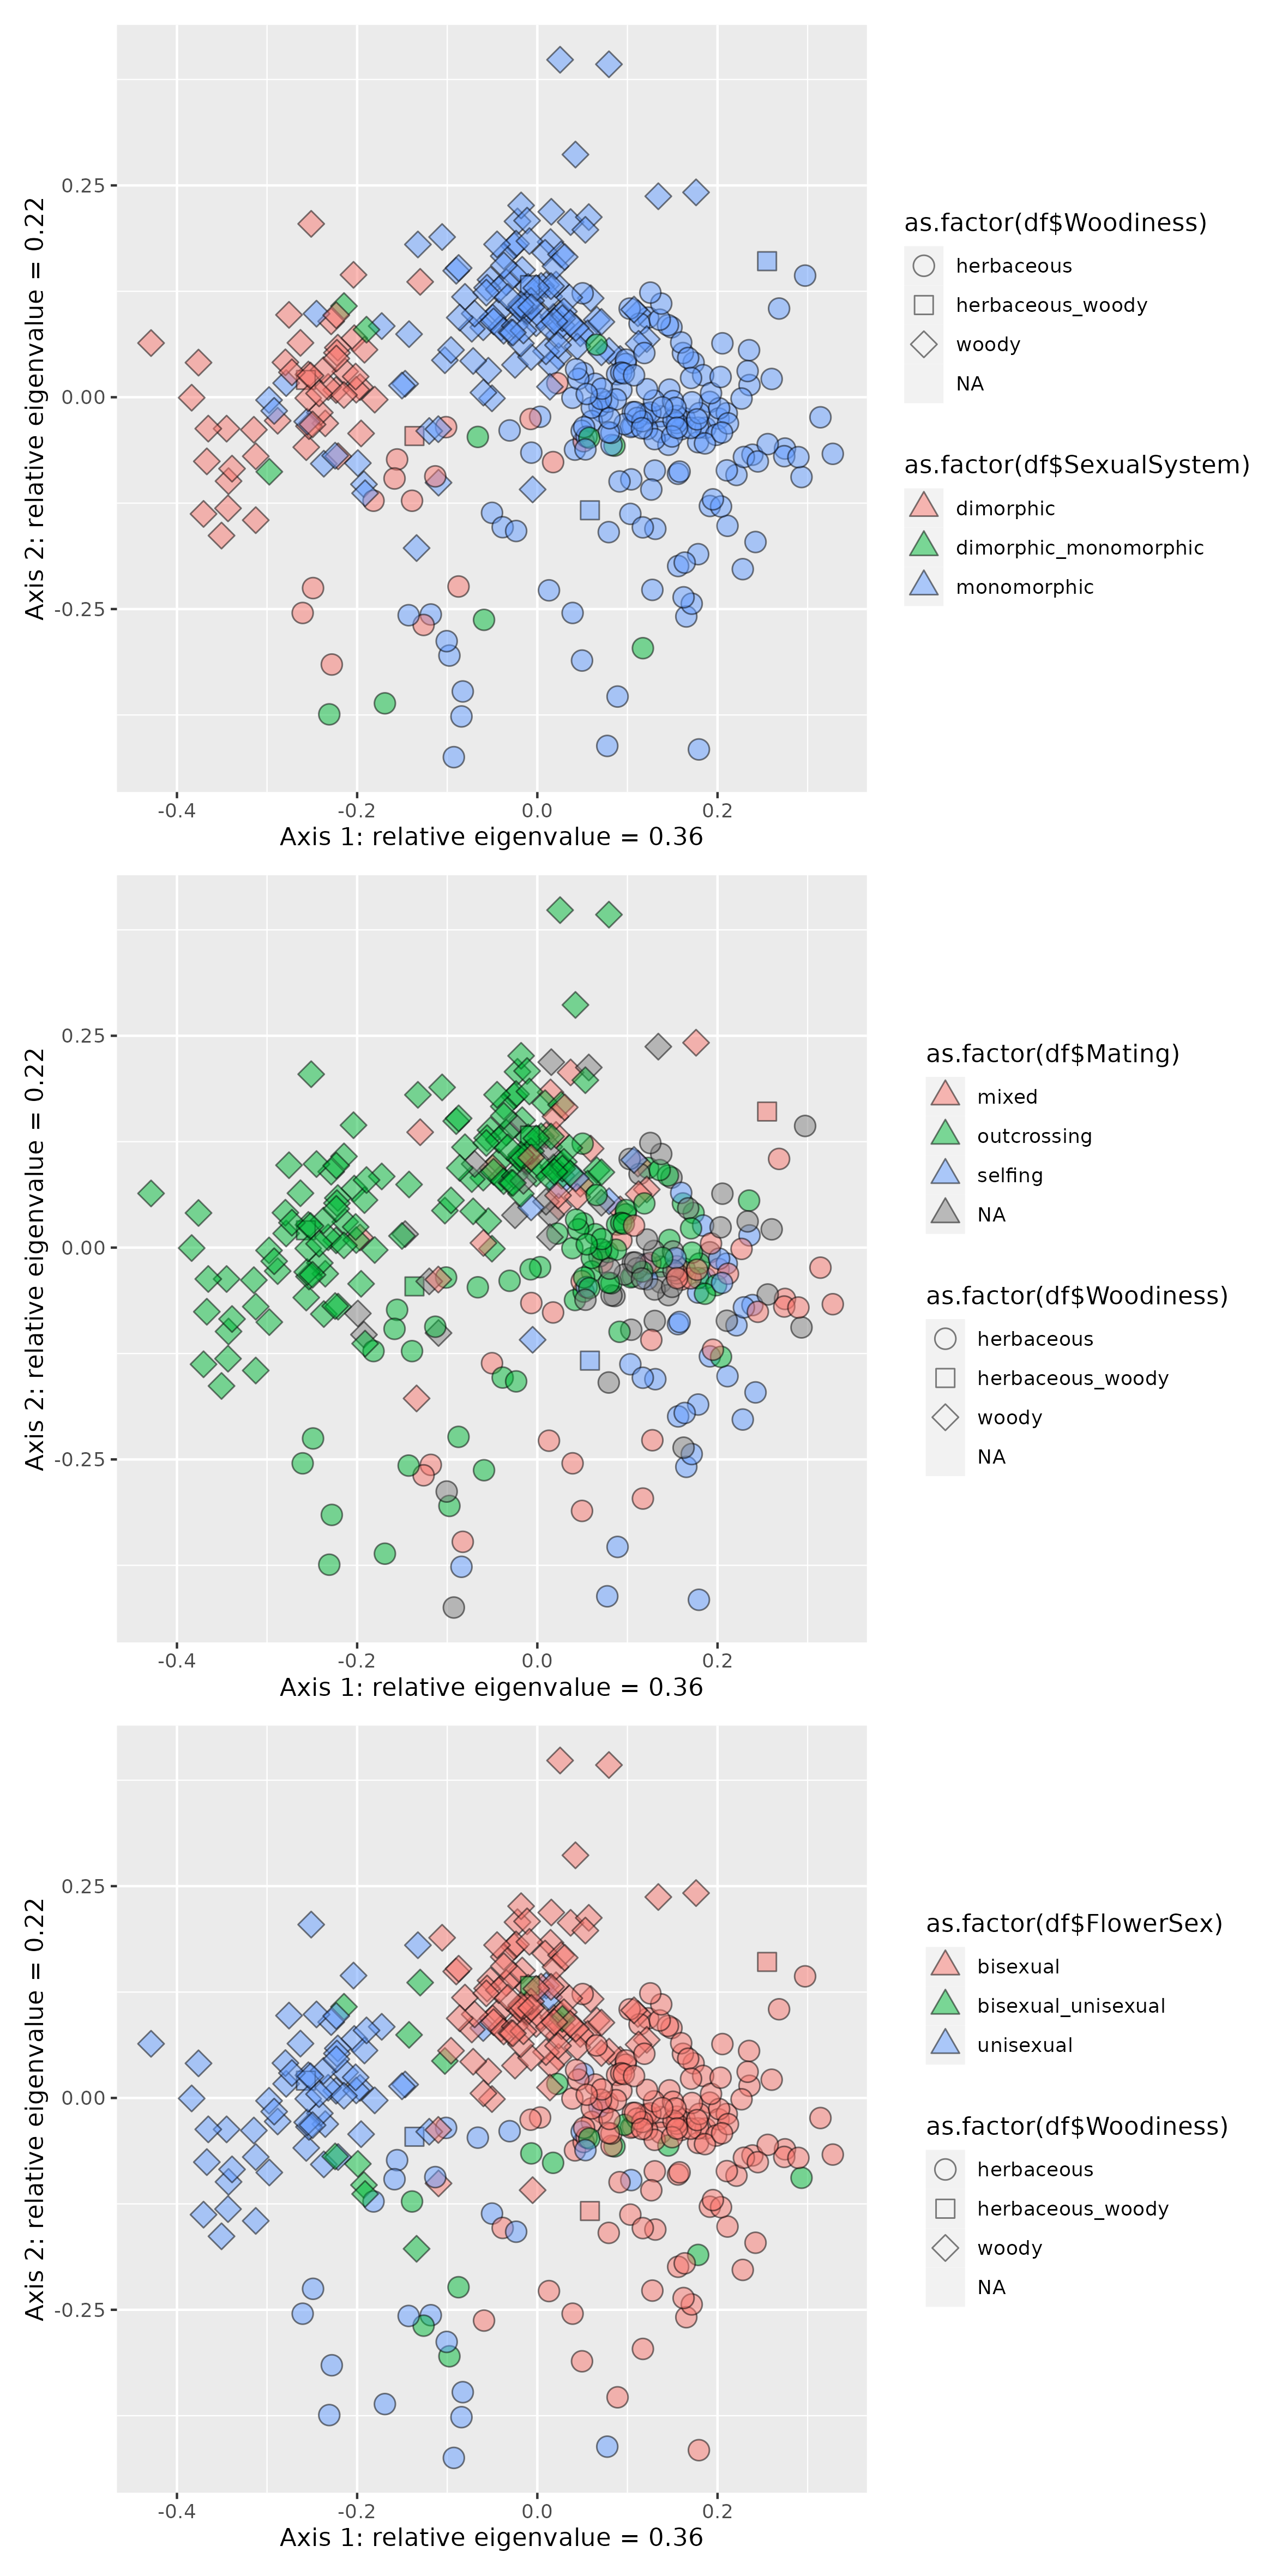 0.25
0.00
-0.25
Axis 2: relative eigenvalue = 0.22
-0.4
-0.2
0.0
0.2
Axis 1: relative eigenvalue = 0.36
as.factor(df$Woodiness)
herbaceous
herbaceous_woody
woody
NA
as.factor(df$SexualSystem)
dimorphic
dimorphic_monomorphic
monomorphic
0.25
0.00
-0.25
Axis 2: relative eigenvalue = 0.22
-0.4
-0.2
0.0
0.2
Axis 1: relative eigenvalue = 0.36
as.factor(df$Mating)
mixed
outcrossing
selfing
NA
as.factor(df$Woodiness)
herbaceous
herbaceous_woody
woody
NA
0.25
0.00
-0.25
Axis 2: relative eigenvalue = 0.22
-0.4
-0.2
0.0
0.2
Axis 1: relative eigenvalue = 0.36
as.factor(df$FlowerSex)
bisexual
bisexual_unisexual
unisexual
as.factor(df$Woodiness)
herbaceous
herbaceous_woody
woody
NA